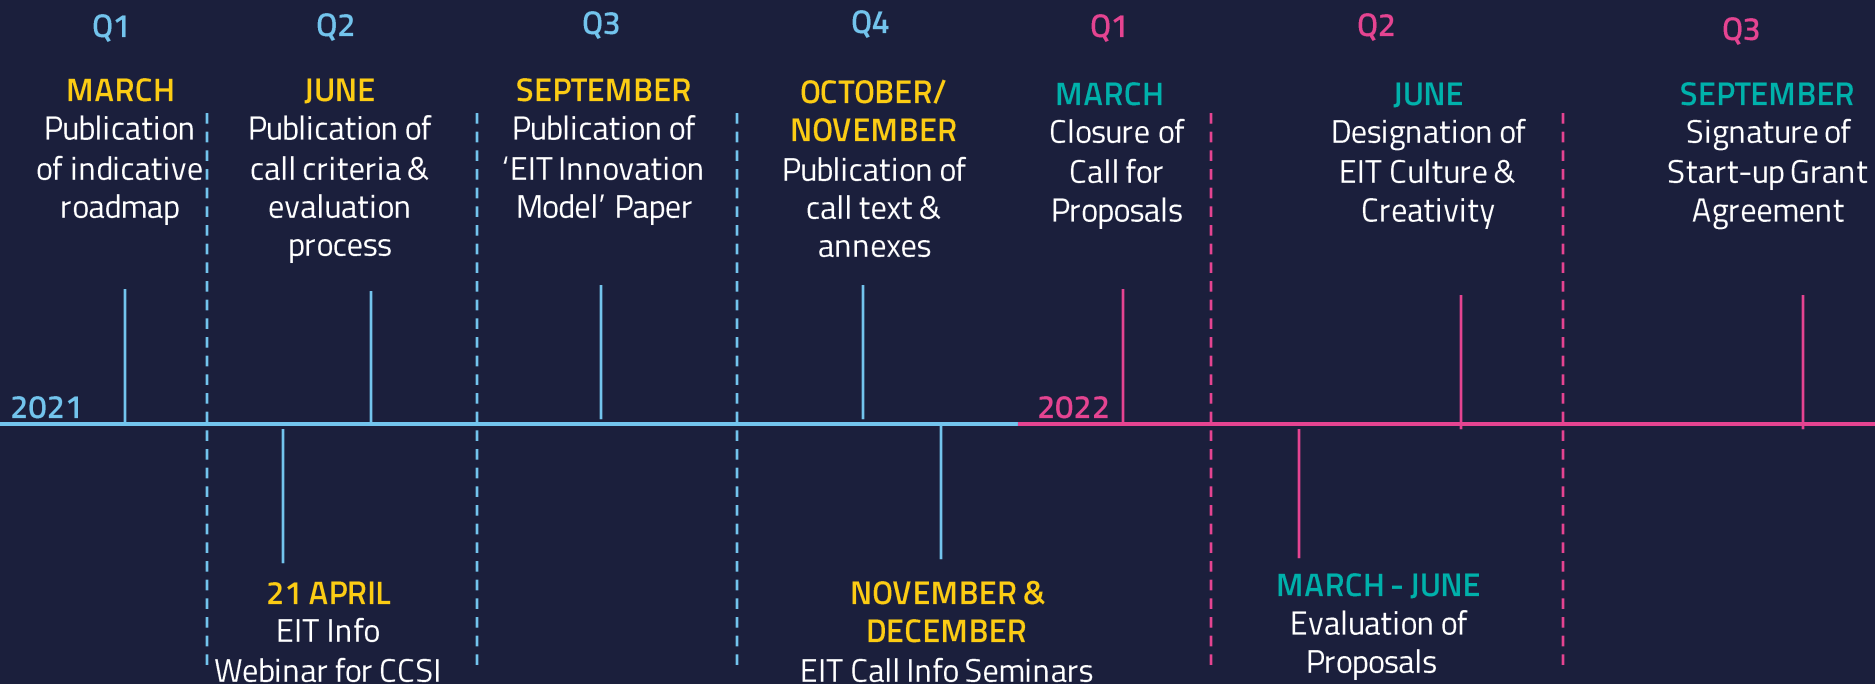 Q1
Q2
Q3
Q4
Q1
Q2
Q3
MARCH
Publication
of indicative
roadmap
JUNE
Publication of
call criteria &
evaluation
process
SEPTEMBER
Publication of
‘EIT Innovation
Model’ Paper
OCTOBER/
NOVEMBER
Publication of
call text &
annexes
MARCH
Closure of
Call for
Proposals
JUNE
Designation of
EIT Culture &
Creativity
SEPTEMBER
Signature of
Start-up Grant
Agreement
2021
2022
21 APRIL
EIT Info
Webinar for CCSI
NOVEMBER &
DECEMBER
EIT Call Info Seminars
MARCH - JUNE
Evaluation of
Proposals